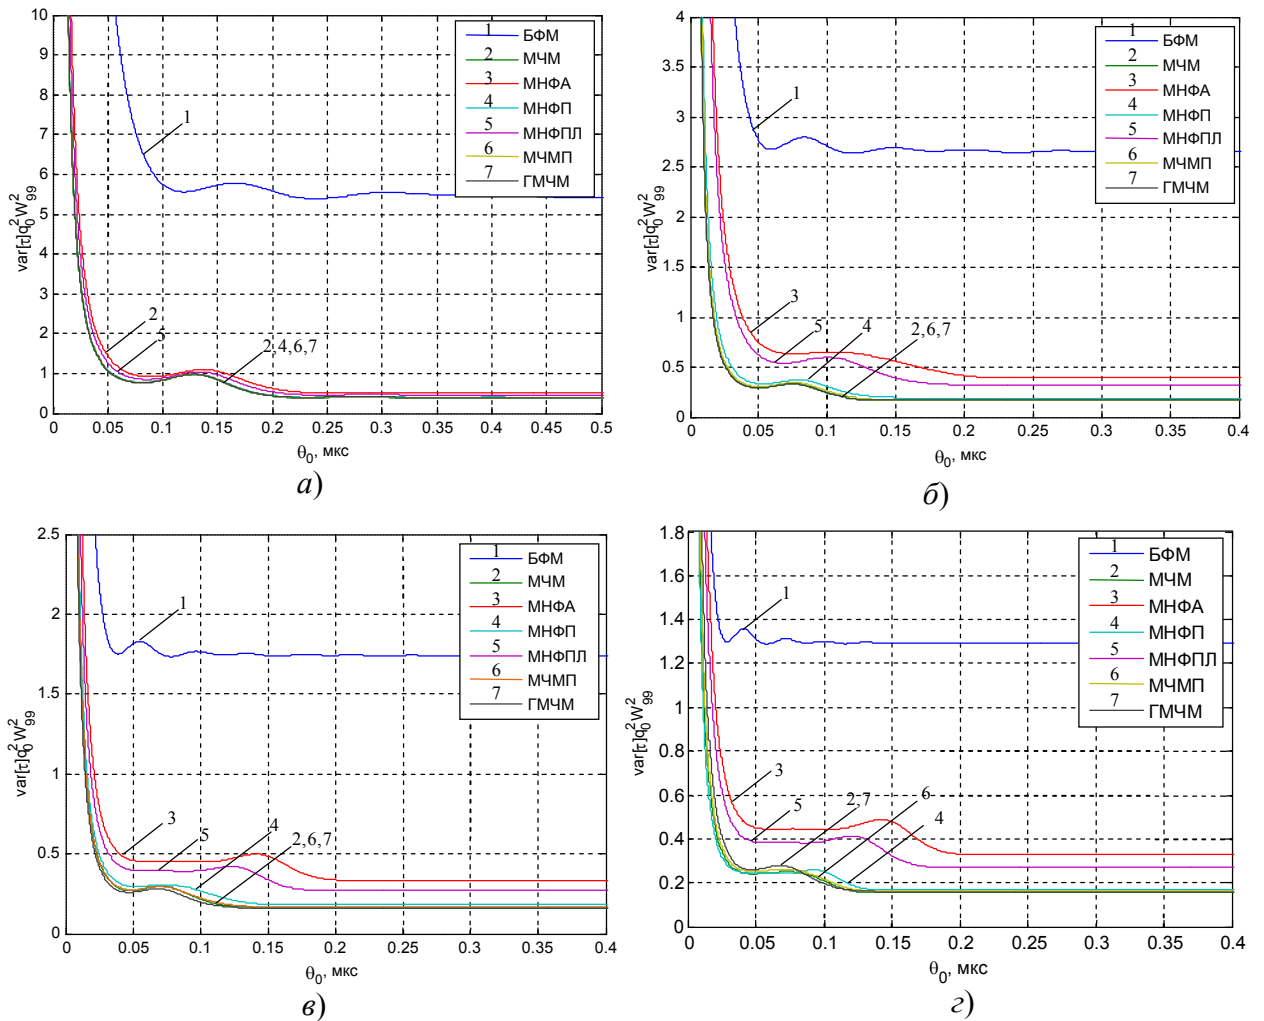 10
9
8
7
6
5
4
3
2
1
0
0
0.05
0.1
0.15
0.2
0.25
0.3
0.35
0.4
0.45
0.5
var[τ]q₀²W²₉₉
θ₀, мкс
1 БФМ
2 МЧМ
3 МНФА
4 МНФП
5 МНФПЛ
6 МЧМП
7 ГМЧМ
1
2
5
2,4,6,7
а)
4
3.5
3
2.5
2
1.5
1
0.5
0
0
0.05
0.1
0.15
0.2
0.25
0.3
0.35
0.4
var[τ]q₀²W²₉₉
θ₀, мкс
1 БФМ
2 МЧМ
3 МНФА
4 МНФП
5 МНФПЛ
6 МЧМП
7 ГМЧМ
1
3
5
4
2,6,7
б)
2.5
2
1.5
1
0.5
0
0
0.05
0.1
0.15
0.2
0.25
0.3
0.35
0.4
var[τ]q₀²W²₉₉
θ₀, мкс
1 БФМ
2 МЧМ
3 МНФА
4 МНФП
5 МНФПЛ
6 МЧМП
7 ГМЧМ
1
3
5
4
2,6,7
в)
1.8
1.6
1.4
1.2
1
0.8
0.6
0.4
0.2
0
0
0.05
0.1
0.15
0.2
0.25
0.3
0.35
0.4
var[τ]q₀²W²₉₉
θ₀, мкс
1 БФМ
2 МЧМ
3 МНФА
4 МНФП
5 МНФПЛ
6 МЧМП
7 ГМЧМ
1
3
5
2,7
6
4
г)